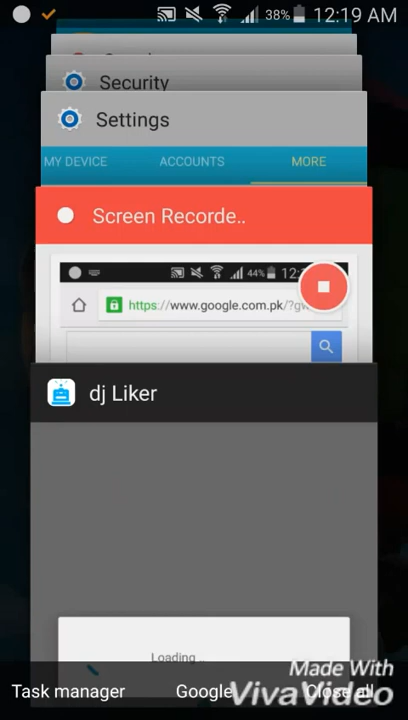 38% 12:19 AM
Security
Settings
MY DEVICE ACCOUNTS MORE
Screen Recorde..
44%
https://www.google.com.pk/?gw
dj Liker
Loading ..
Made With
Task manager Google Close all
VivaVideo